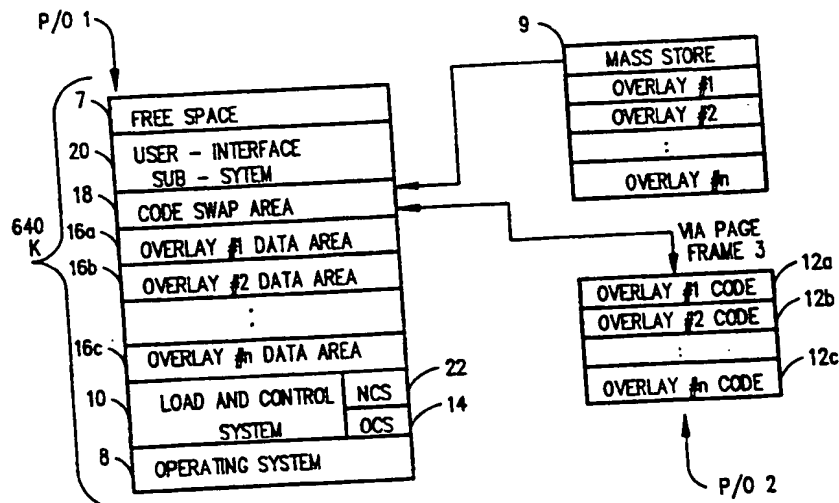 P/O 1
7
FREE SPACE
20
USER - INTERFACE
SUB - SYTEM
18
CODE SWAP AREA
640
K
16a
OVERLAY #1 DATA AREA
16b
OVERLAY #2 DATA AREA
:
16c
OVERLAY #n DATA AREA
10
LOAD AND CONTROL
SYSTEM
NCS
22
OCS
14
8
OPERATING SYSTEM
9
MASS STORE
OVERLAY #1
OVERLAY #2
:
OVERLAY #n
VIA PAGE
FRAME 3
12a
OVERLAY #1 CODE
12b
OVERLAY #2 CODE
:
12c
OVERLAY #n CODE
P/O 2